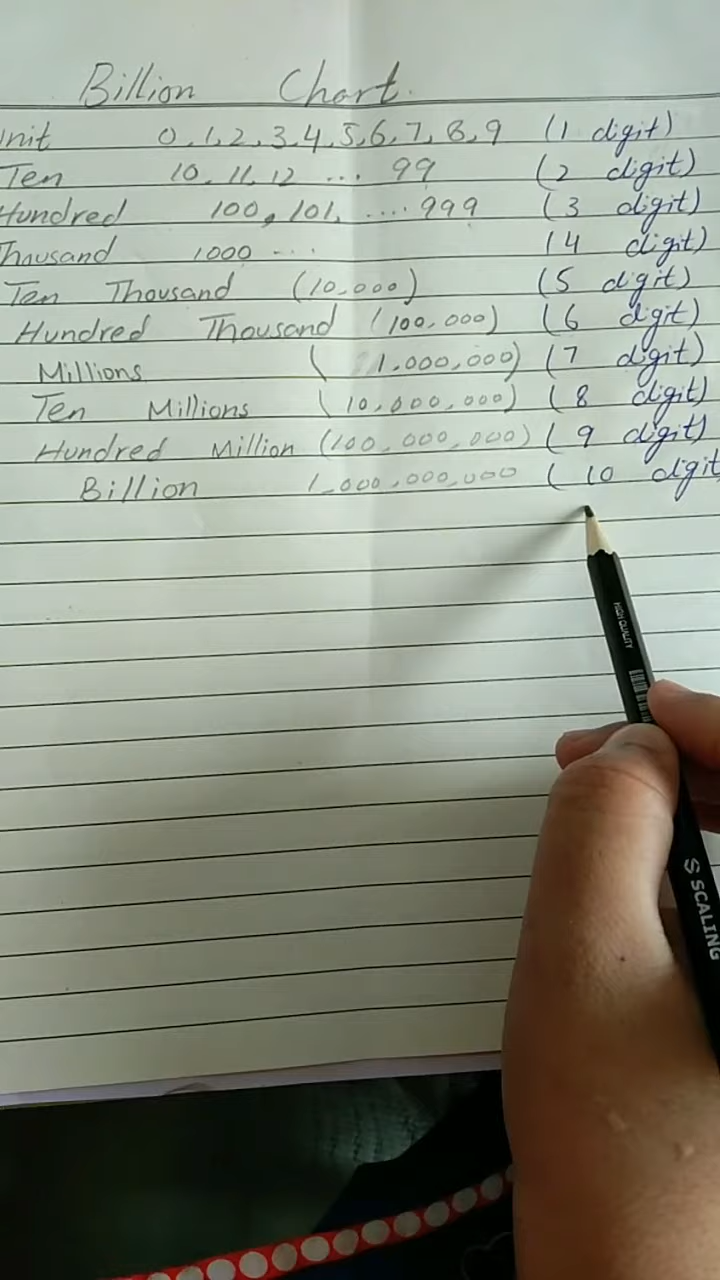 Billion Chart.
Unit 0,1,2,3,4,5,6,7,8,9 (1 digit)
Ten 10,11,12 ... 99 (2 digit)
Hundred 100, 101, .... 999 (3 digit)
Thousand 1000 ... (4 digit)
Ten Thousand (10,000) (5 digit)
Hundred Thousand (100,000) (6 digit)
Millions ( 1,000,000) (7 digit)
Ten Millions (10,000,000) (8 digit)
Hundred Million (100,000,000) (9 digit)
Billion 1,000,000,000 ( 10 digit
HIGH QUALITY
S SCALING